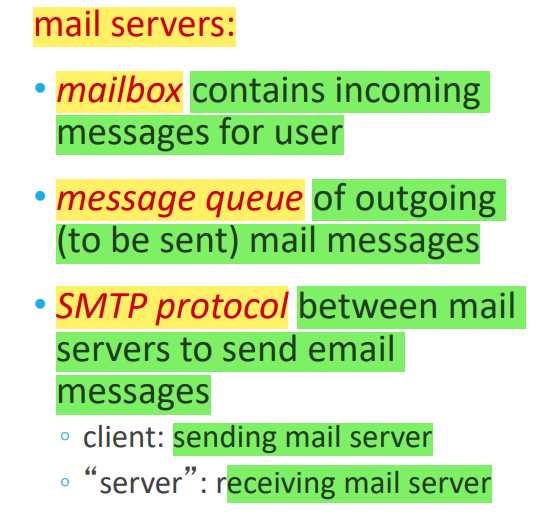 mail servers:
• mailbox contains incoming
messages for user
• message queue of outgoing
(to be sent) mail messages
• SMTP protocol between mail
servers to send email
messages
◦ client: sending mail server
◦ “server”: receiving mail server